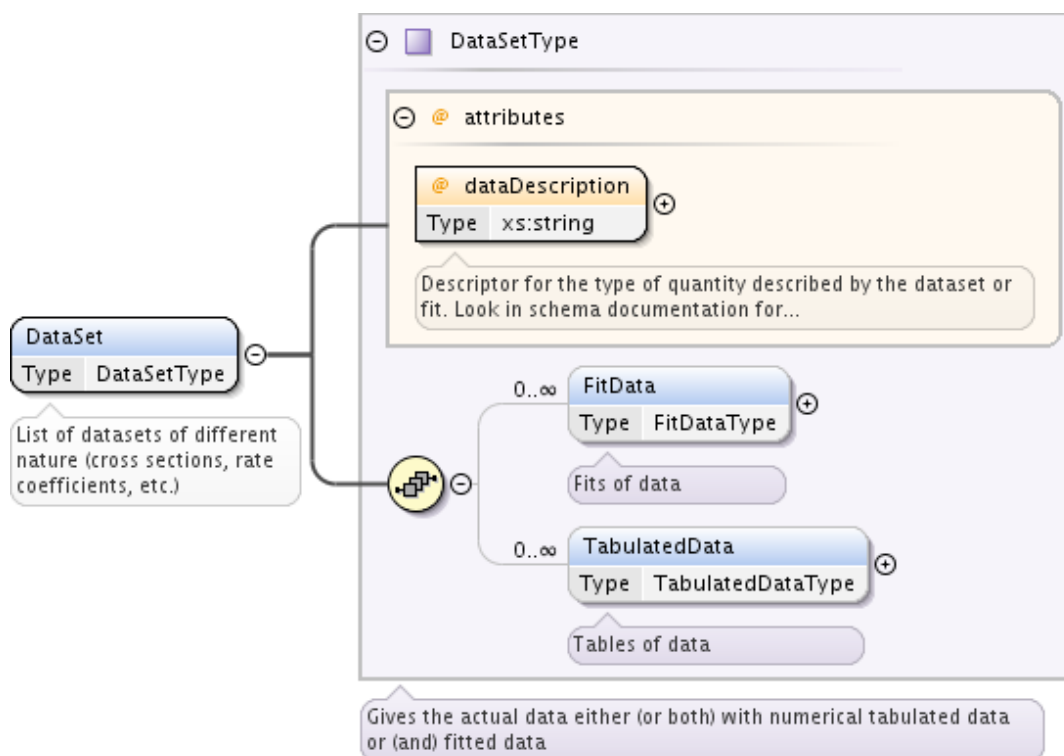 DataSetType
attributes
@ dataDescription
Type xs:string
Descriptor for the type of quantity described by the dataset or
fit. Look in schema documentation for...
DataSet
Type DataSetType
List of datasets of different
nature (cross sections, rate
coefficients, etc.)
0..∞
FitData
Type FitDataType
Fits of data
0..∞
TabulatedData
Type TabulatedDataType
Tables of data
Gives the actual data either (or both) with numerical tabulated data
or (and) fitted data